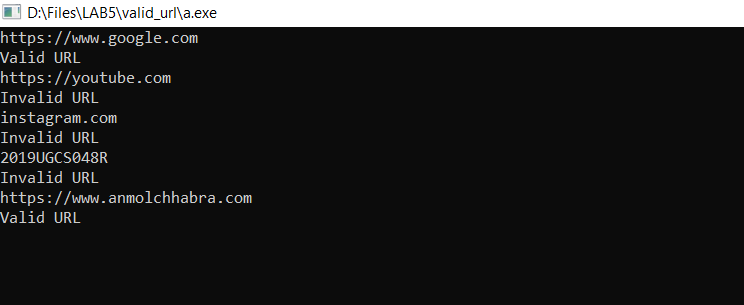 D:\Files\LAB5\valid_url\a.exe
https://www.google.com
Valid URL
https://youtube.com
Invalid URL
instagram.com
Invalid URL
2019UGCS048R
Invalid URL
https://www.anmolchhabra.com
Valid URL